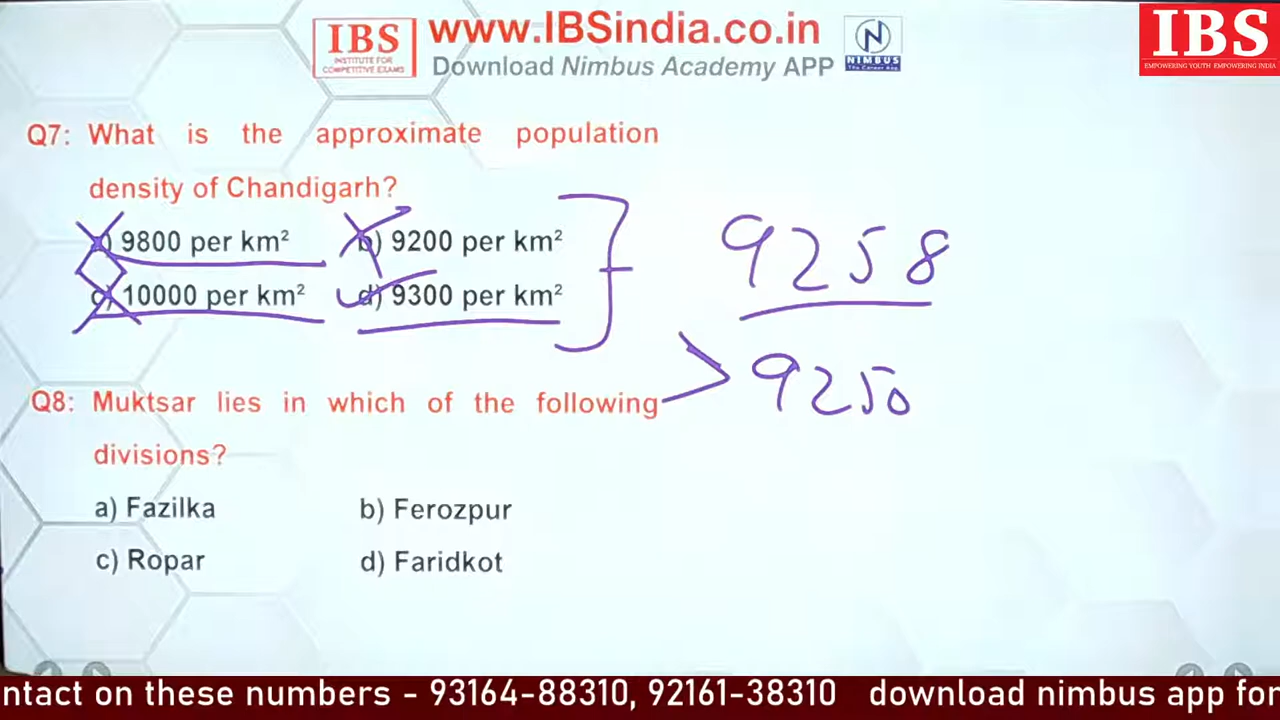 www.IBSindia.co.in
IBS
INSTITUTE FOR
COMPETITIVE EXAMS
Download Nimbus Academy APP
N
NIMBUS
IBS
EMPOWERING YOUTH EMPOWERING INDIA
Q7: What is the approximate population
density of Chandigarh?
a) 9800 per km² b) 9200 per km²
c) 10000 per km² d) 9300 per km²
9258
9250
Q8: Muktsar lies in which of the following
divisions?
a) Fazilka b) Ferozpur
c) Ropar d) Faridkot
ntact on these numbers - 93164-88310, 92161-38310 download nimbus app for